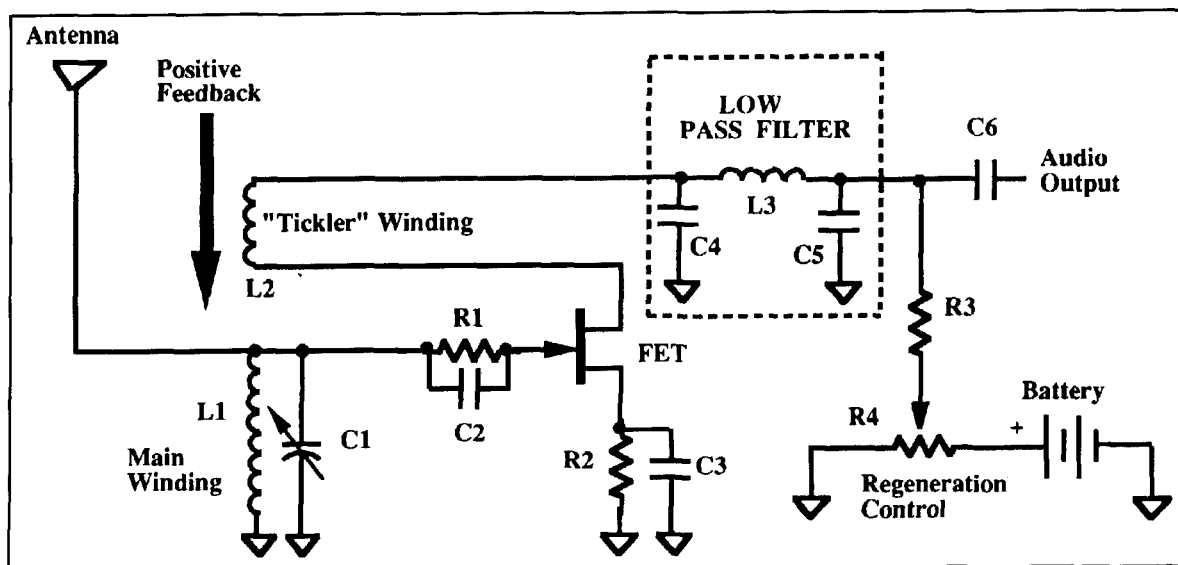 Antenna
Positive
Feedback
LOW
PASS FILTER
C6
Audio
Output
"Tickler" Winding
L3
C4
C5
L2
R1
R3
FET
L1
C1
C2
R4
Battery
+
Main
Winding
R2
C3
Regeneration
Control